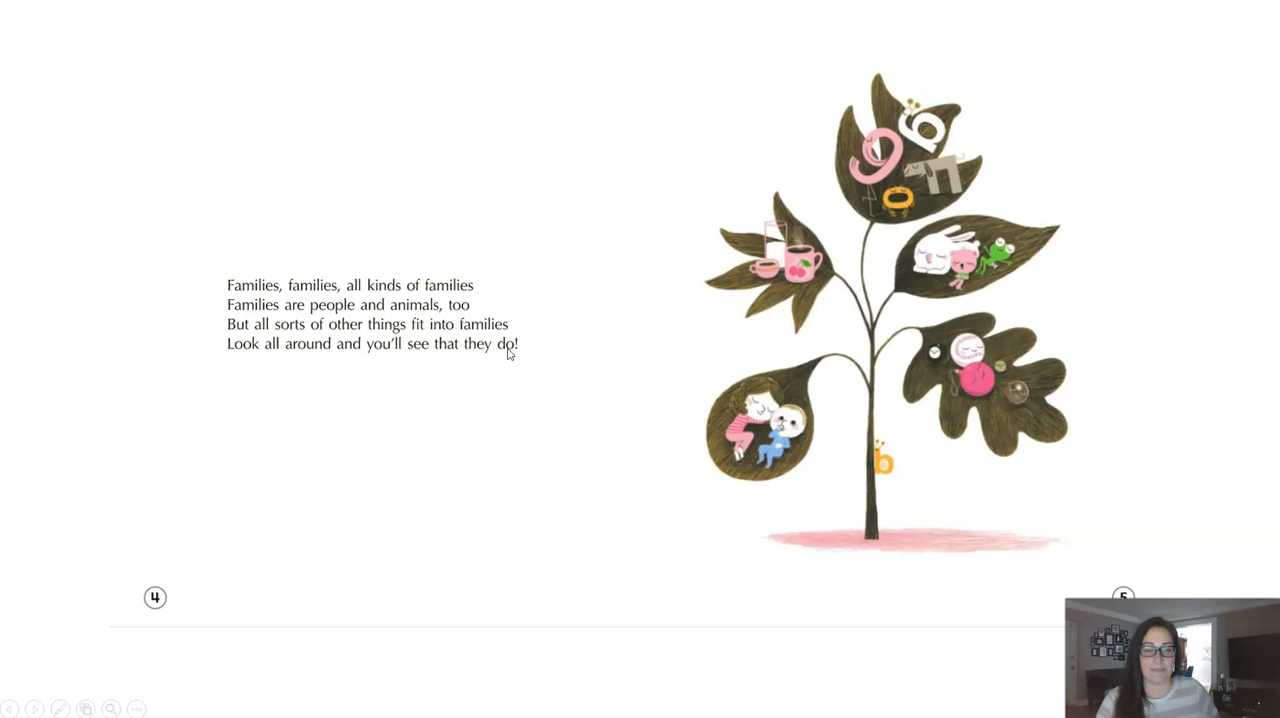 Families, families, all kinds of families
Families are people and animals, too
But all sorts of other things fit into families
Look all around and you'll see that they do!
4
5